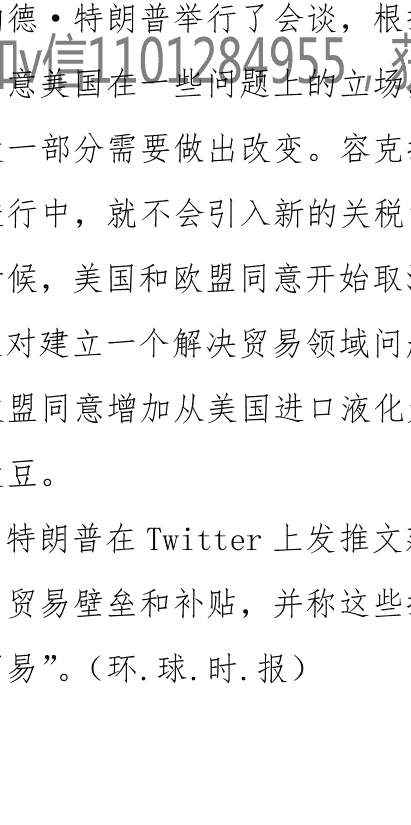 德·特朗普举行了会谈，根
信1101284955，
意美国在一些问题上的立场
一部分需要做出改变。容克
行中，就不会引入新的关税
候，美国和欧盟同意开始取
对建立一个解决贸易领域问
盟同意增加从美国进口液化
豆。
特朗普在 Twitter 上发推文
贸易壁垒和补贴，并称这些
易”。（环.球.时.报）